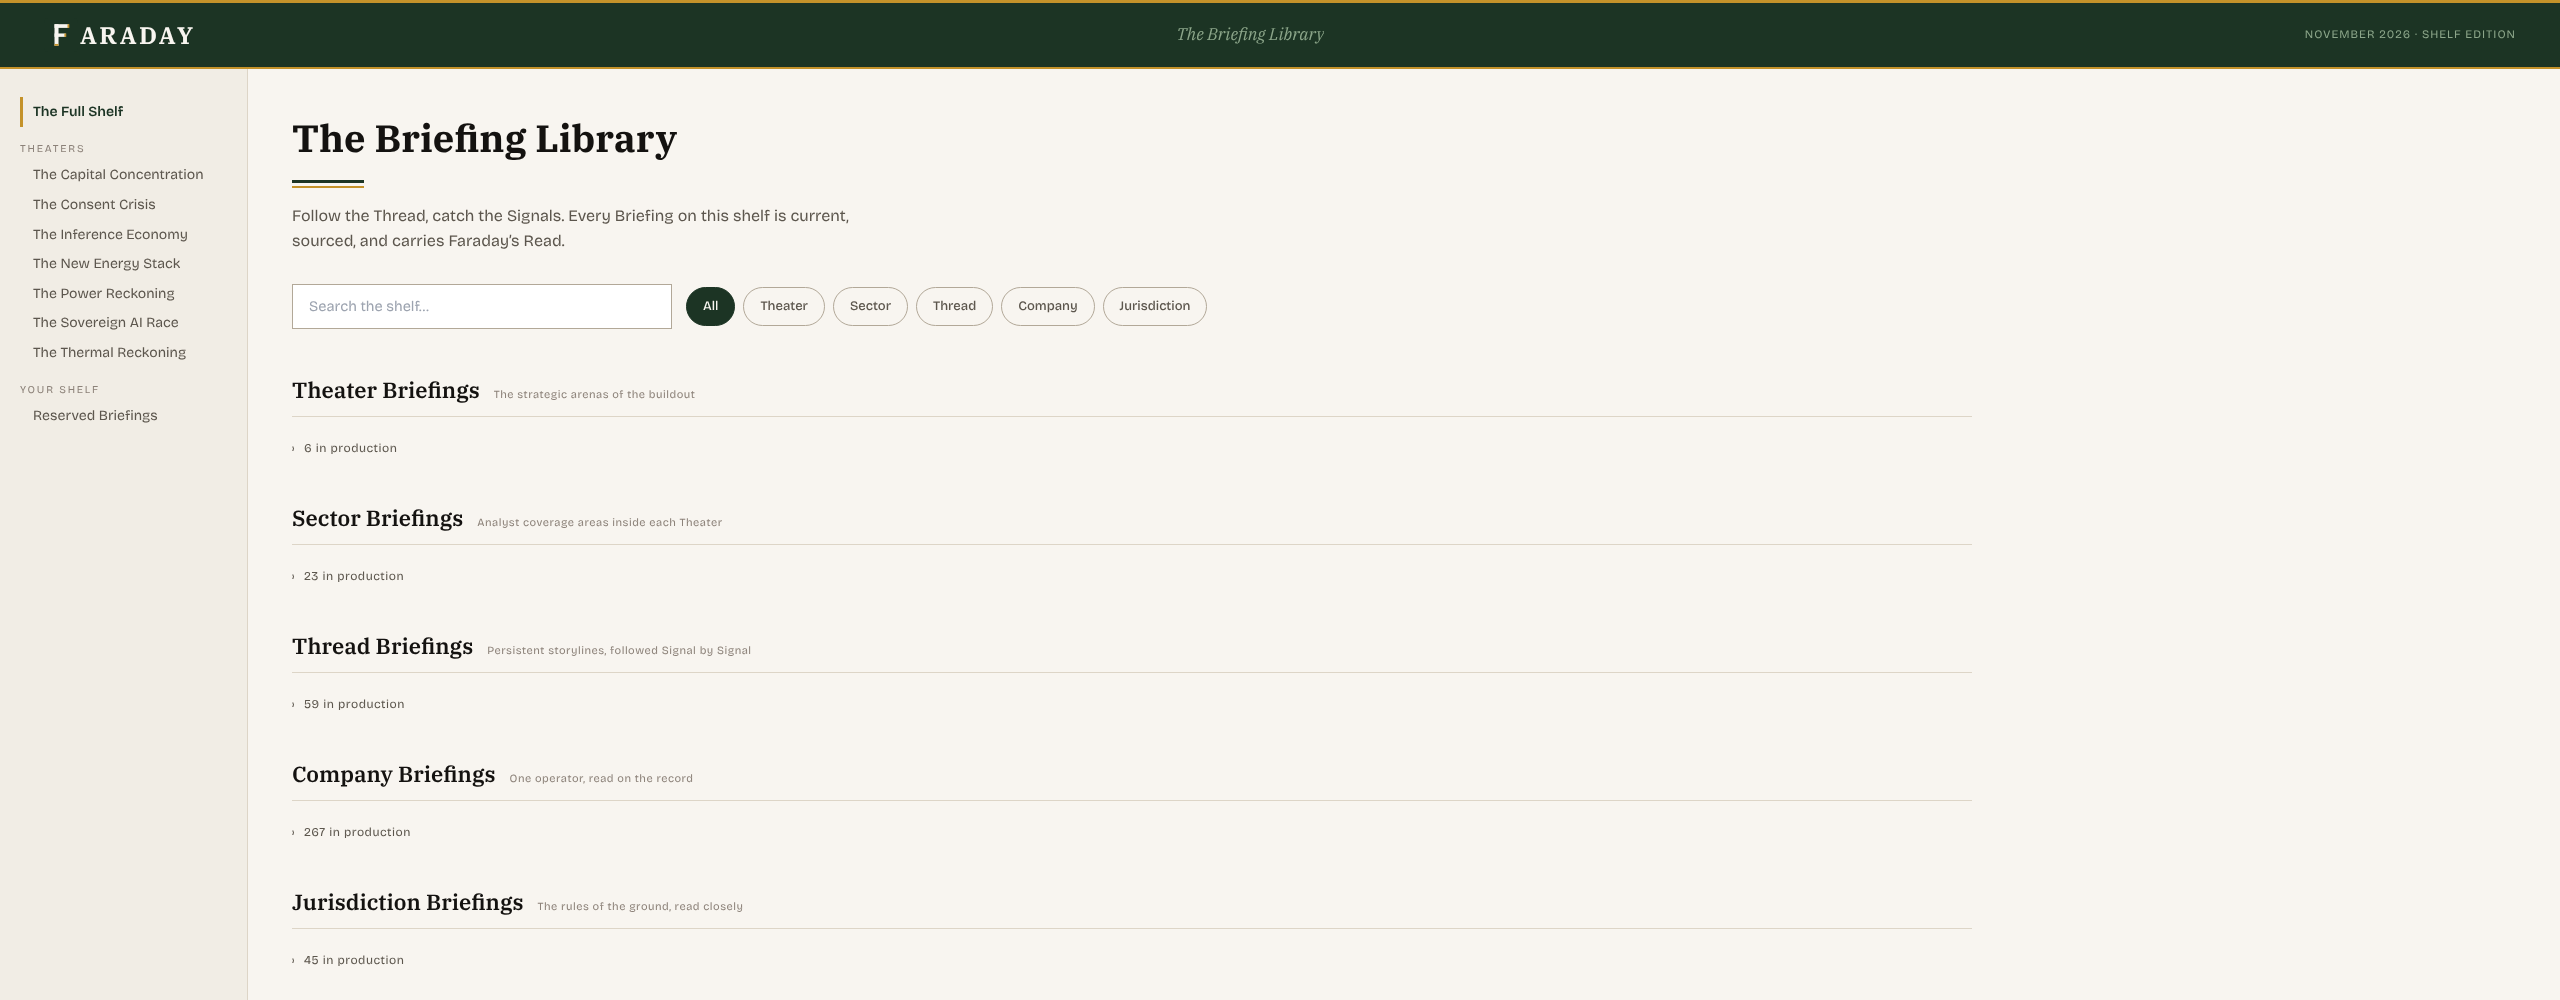 FARADAY
The Briefing Library
NOVEMBER 2026 · SHELF EDITION
The Full Shelf
THEATERS
The Capital Concentration
The Consent Crisis
The Inference Economy
The New Energy Stack
The Power Reckoning
The Sovereign AI Race
The Thermal Reckoning
YOUR SHELF
Reserved Briefings
The Briefing Library
Follow the Thread, catch the Signals. Every Briefing on this shelf is current,
sourced, and carries Faraday's Read.
Search the shelf...
All
Theater
Sector
Thread
Company
Jurisdiction
Theater Briefings The strategic arenas of the buildout
› 6 in production
Sector Briefings Analyst coverage areas inside each Theater
› 23 in production
Thread Briefings Persistent storylines, followed Signal by Signal
› 59 in production
Company Briefings One operator, read on the record
› 267 in production
Jurisdiction Briefings The rules of the ground, read closely
› 45 in production